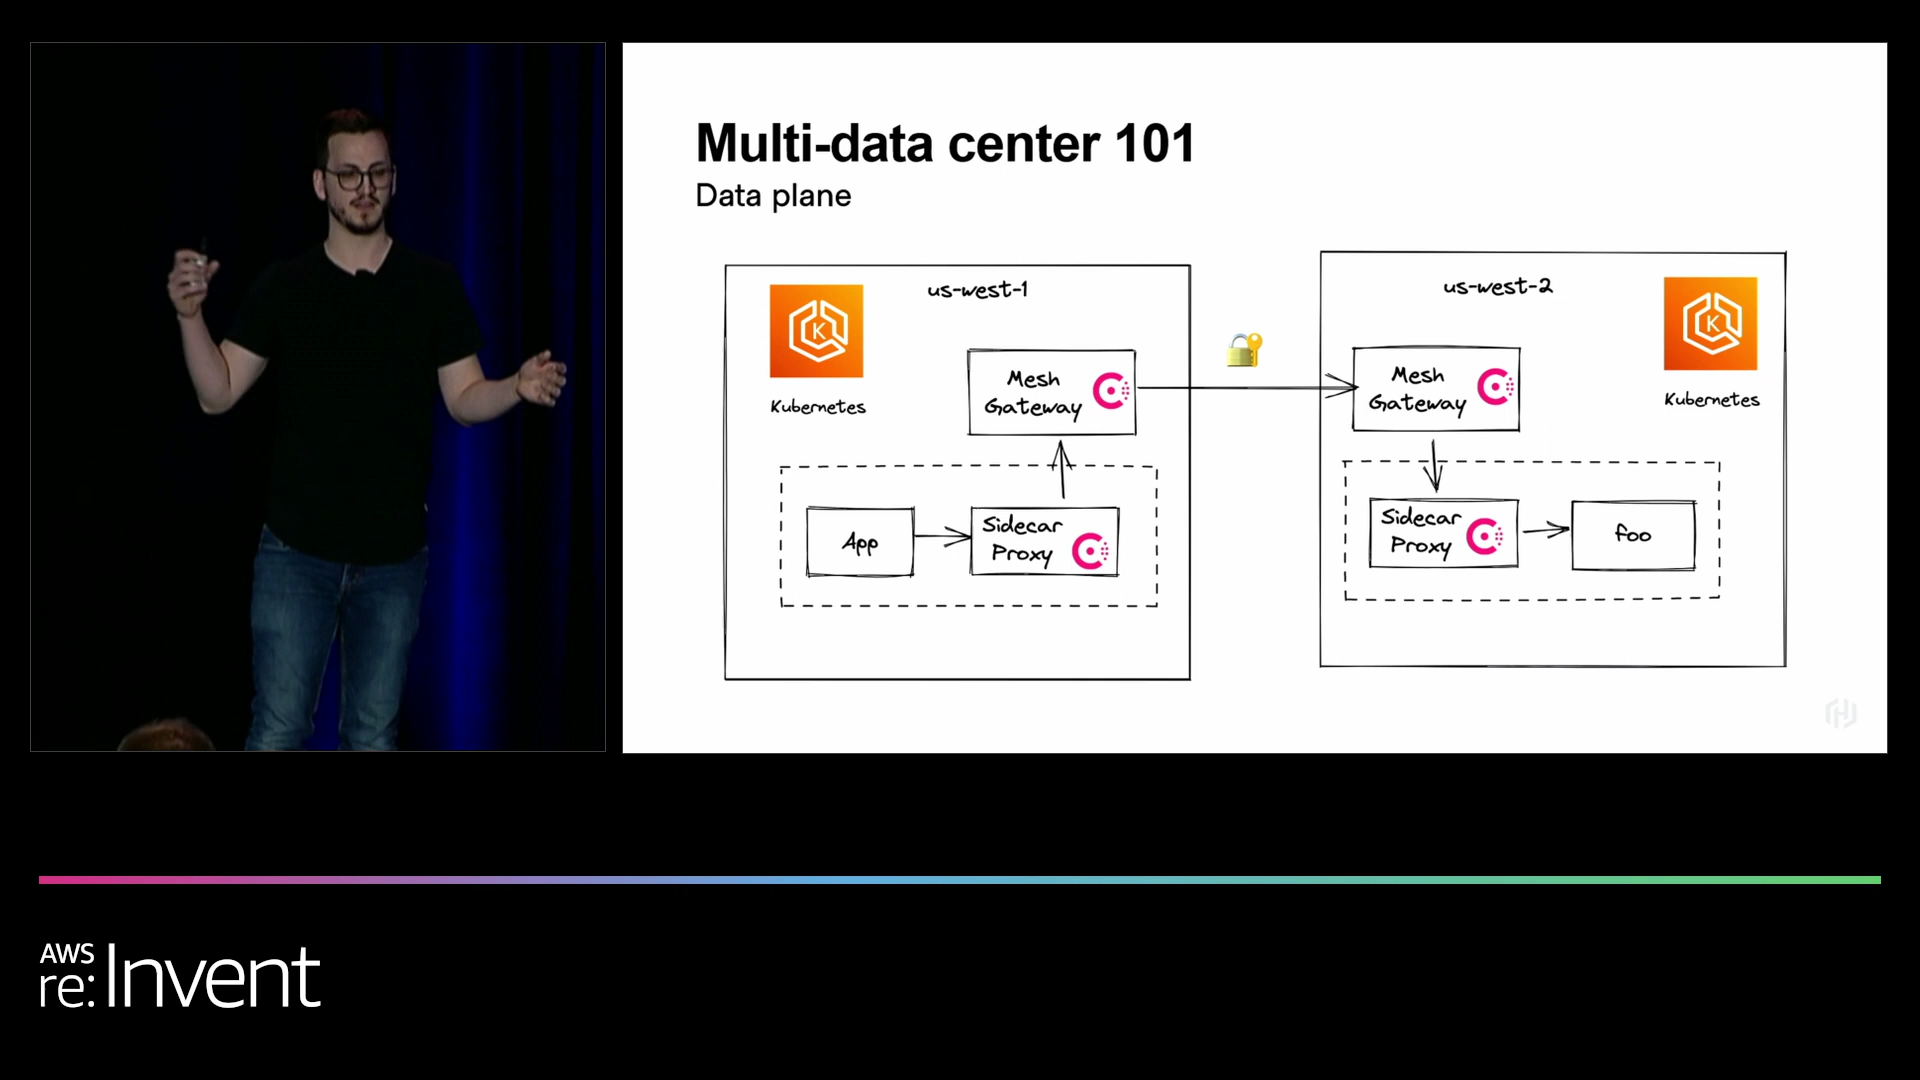 Multi-data center 101
Data plane
us-west-1
Kubernetes
Mesh
Gateway
App
Sidecar
Proxy
us-west-2
Kubernetes
Mesh
Gateway
Sidecar
Proxy
foo
AWS
re:Invent